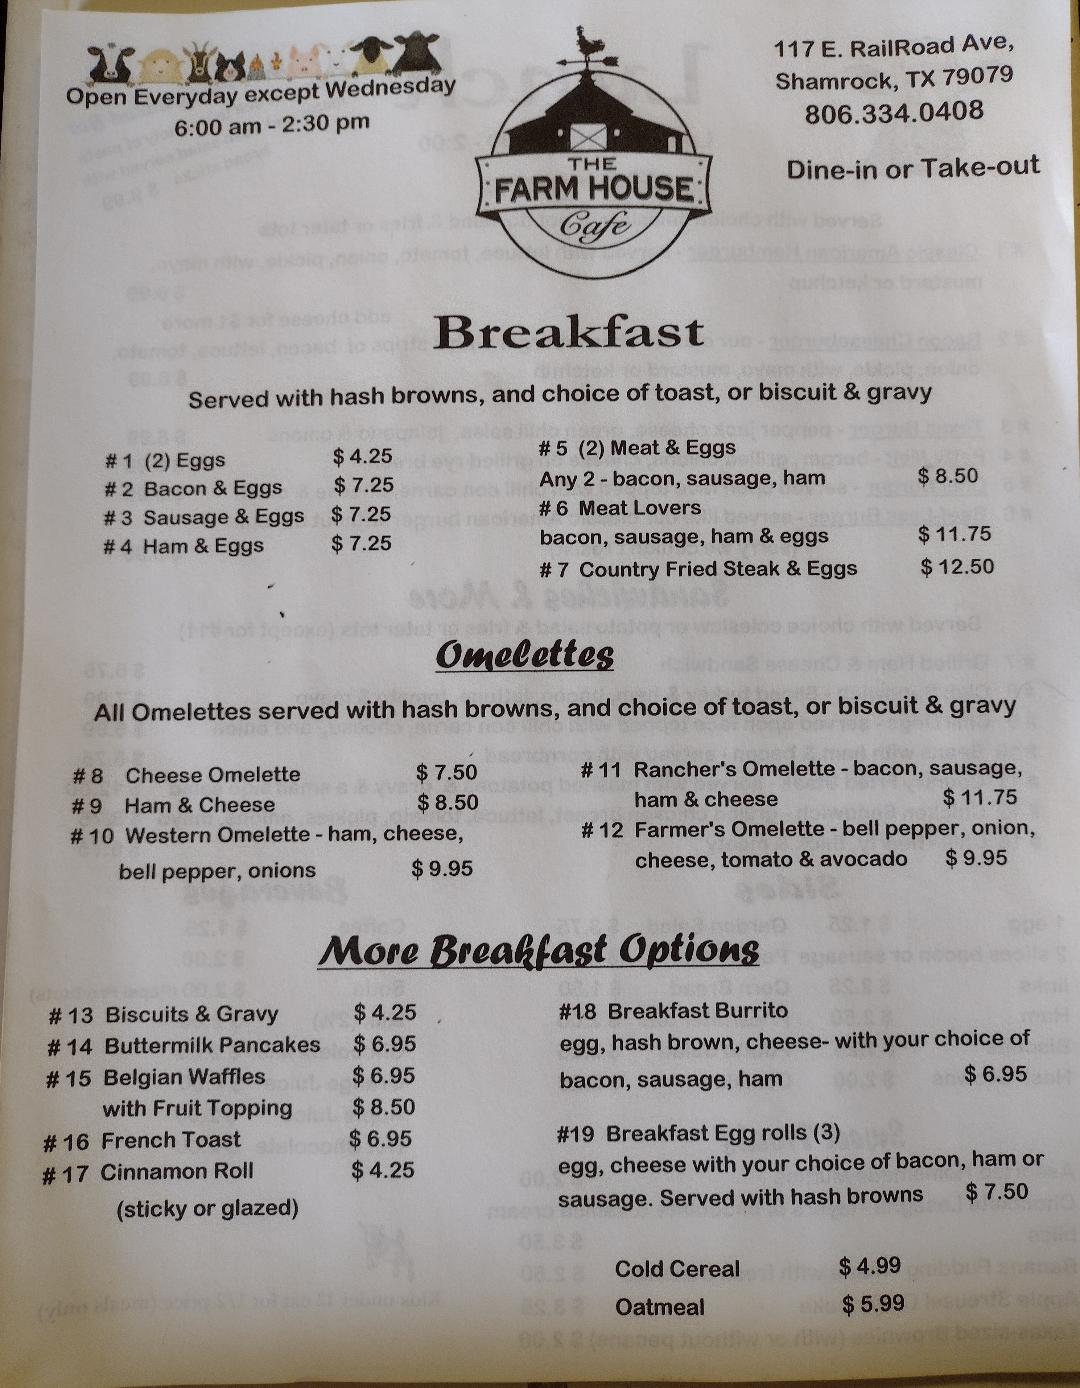 Open Everyday except Wednesday
6:00 am - 2:30 pm
THE
FARM HOUSE
Cafe
117 E. RailRoad Ave,
Shamrock, TX 79079
806.334.0408
Dine-in or Take-out
Breakfast
Served with hash browns, and choice of toast, or biscuit & gravy
# 1 (2) Eggs $ 4.25
# 2 Bacon & Eggs $ 7.25
# 3 Sausage & Eggs $ 7.25
# 4 Ham & Eggs $ 7.25
# 5 (2) Meat & Eggs
Any 2 - bacon, sausage, ham $ 8.50
# 6 Meat Lovers
bacon, sausage, ham & eggs $ 11.75
# 7 Country Fried Steak & Eggs $ 12.50
Omelettes
All Omelettes served with hash browns, and choice of toast, or biscuit & gravy
# 8 Cheese Omelette $ 7.50
# 9 Ham & Cheese $ 8.50
# 10 Western Omelette - ham, cheese,
bell pepper, onions $ 9.95
# 11 Rancher's Omelette - bacon, sausage,
ham & cheese $ 11.75
# 12 Farmer's Omelette - bell pepper, onion,
cheese, tomato & avocado $ 9.95
More Breakfast Options
# 13 Biscuits & Gravy $ 4.25
# 14 Buttermilk Pancakes $ 6.95
# 15 Belgian Waffles $ 6.95
with Fruit Topping $ 8.50
# 16 French Toast $ 6.95
# 17 Cinnamon Roll $ 4.25
(sticky or glazed)
#18 Breakfast Burrito
egg, hash brown, cheese- with your choice of
bacon, sausage, ham $ 6.95
#19 Breakfast Egg rolls (3)
egg, cheese with your choice of bacon, ham or
sausage. Served with hash browns $ 7.50
Cold Cereal $ 4.99
Oatmeal $ 5.99